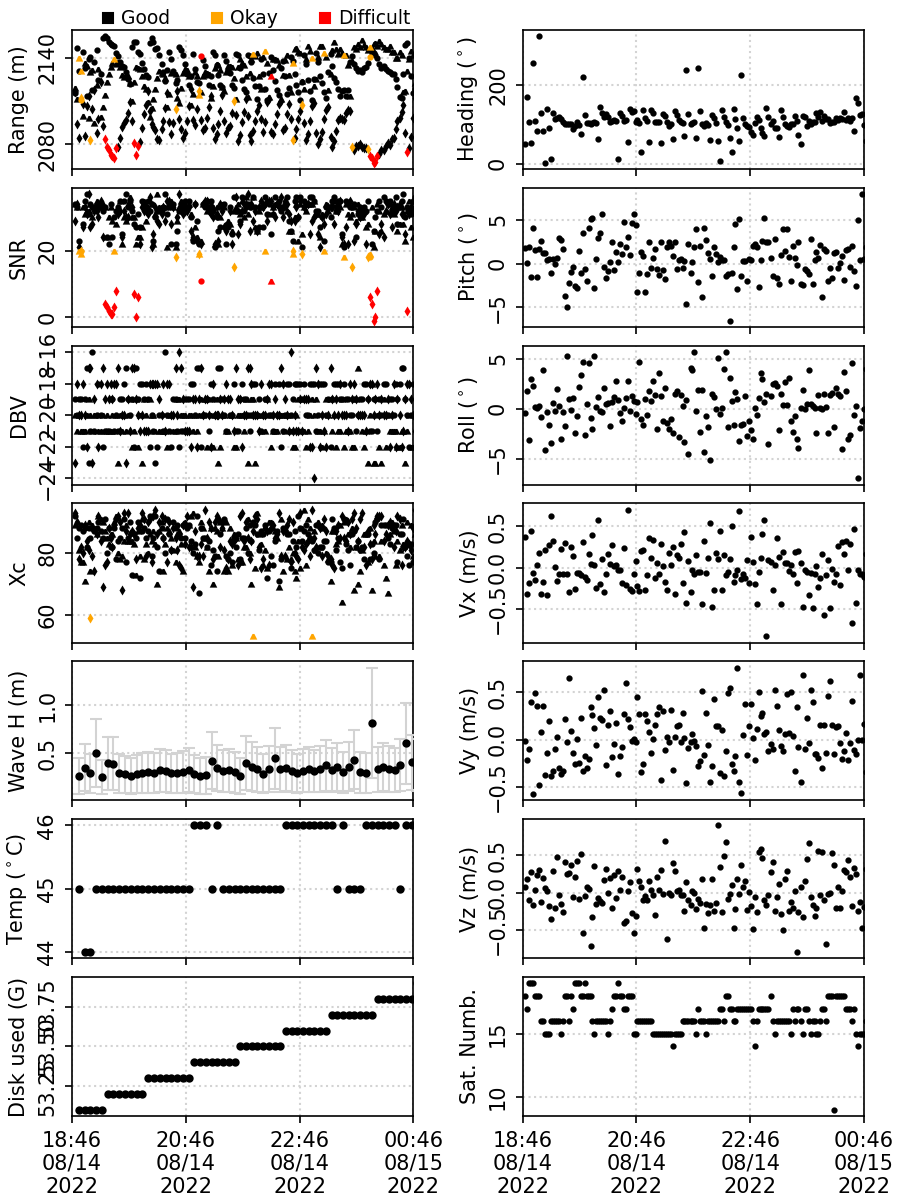 Good Okay Difficult
Range (m)
2140
2080
Heading (°)
200
0
SNR
20
0
Pitch (°)
5
0
−5
DBV
−16
−18
−20
−22
−24
Roll (°)
5
0
−5
Xc
80
60
Vx (m/s)
0.5
0.0
−0.5
Wave H (m)
1.0
0.5
Vy (m/s)
0.5
0.0
−0.5
Temp (°C)
46
45
44
Vz (m/s)
0.5
0.0
−0.5
Disk used (G)
53.75
53.50
53.25
Sat. Numb.
15
10
18:46 20:46 22:46 00:46 18:46 20:46 22:46 00:46
08/14 08/14 08/14 08/15 08/14 08/14 08/14 08/15
2022 2022 2022 2022 2022 2022 2022 2022